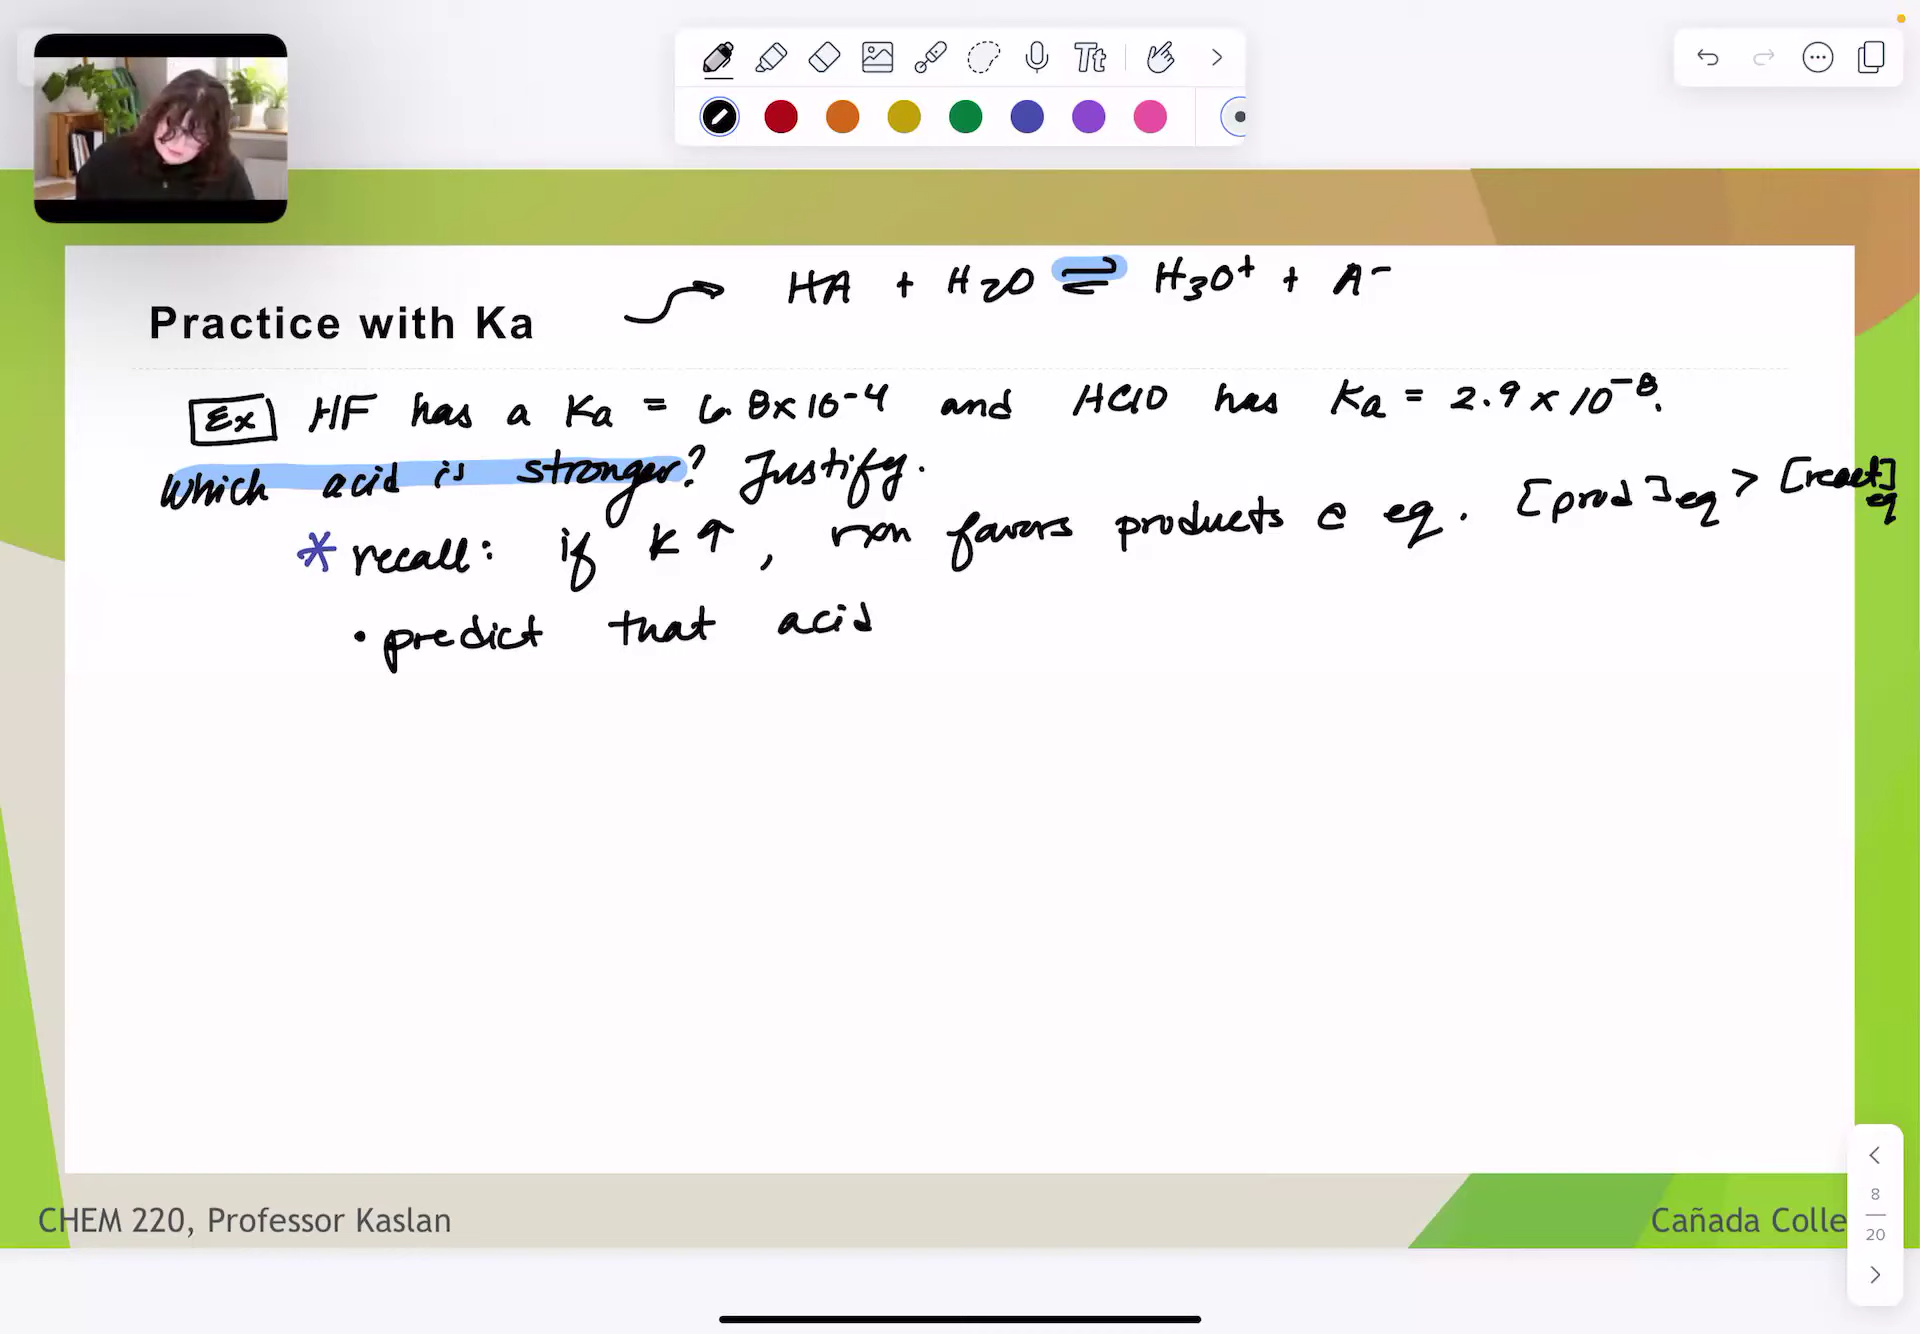 Tt
HA + H2O ⇌ H3O+ + A-
Practice with Ka
Ex HF has a Ka = 6.8x10-4 and HClO has Ka = 2.9 x 10-8.
Which acid is stronger? Justify.
* recall: if K↑, rxn favors products @ eq. [prod]eq > [react]eq
• predict that acid
CHEM 220, Professor Kaslan
Cañada Colle
8
20